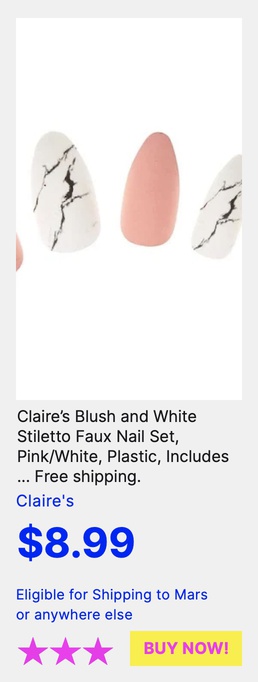 Claire’s Blush and White
Stiletto Faux Nail Set,
Pink/White, Plastic, Includes
... Free shipping.
Claire's
$8.99
Eligible for Shipping to Mars
or anywhere else
BUY NOW!